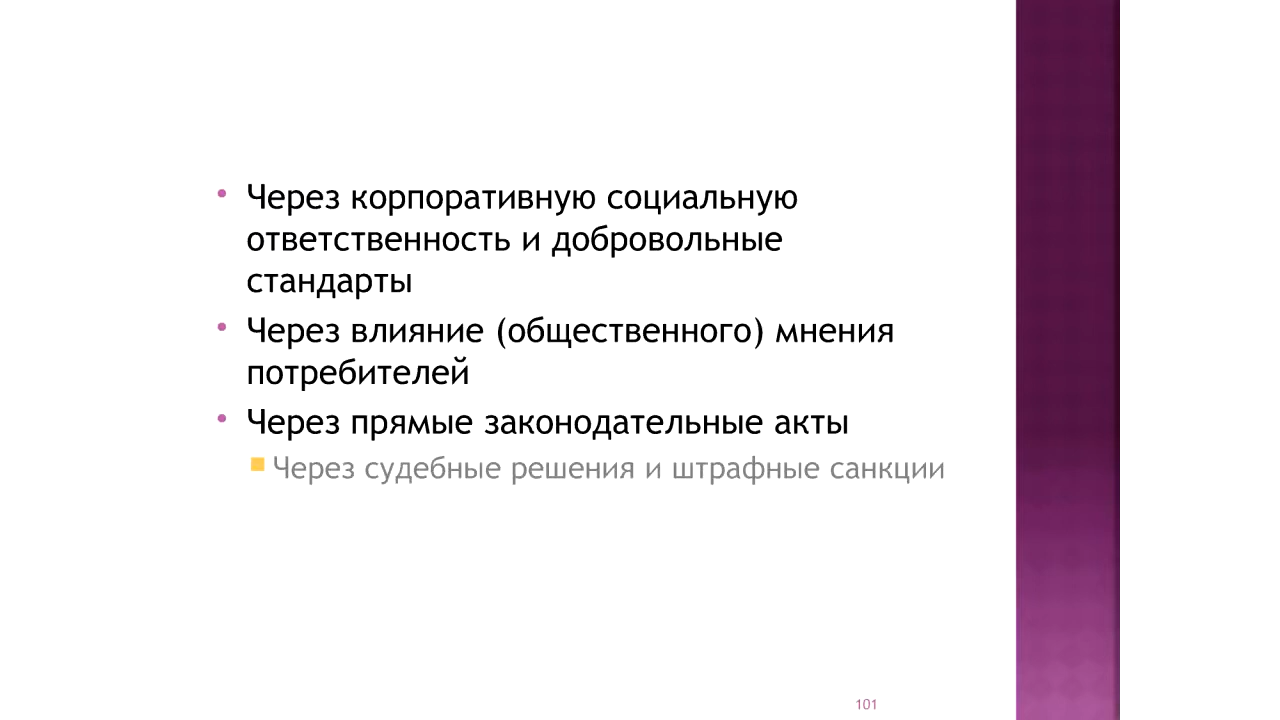 • Через корпоративную социальную
ответственность и добровольные
стандарты
• Через влияние (общественного) мнения
потребителей
• Через прямые законодательные акты
Через судебные решения и штрафные санкции
101